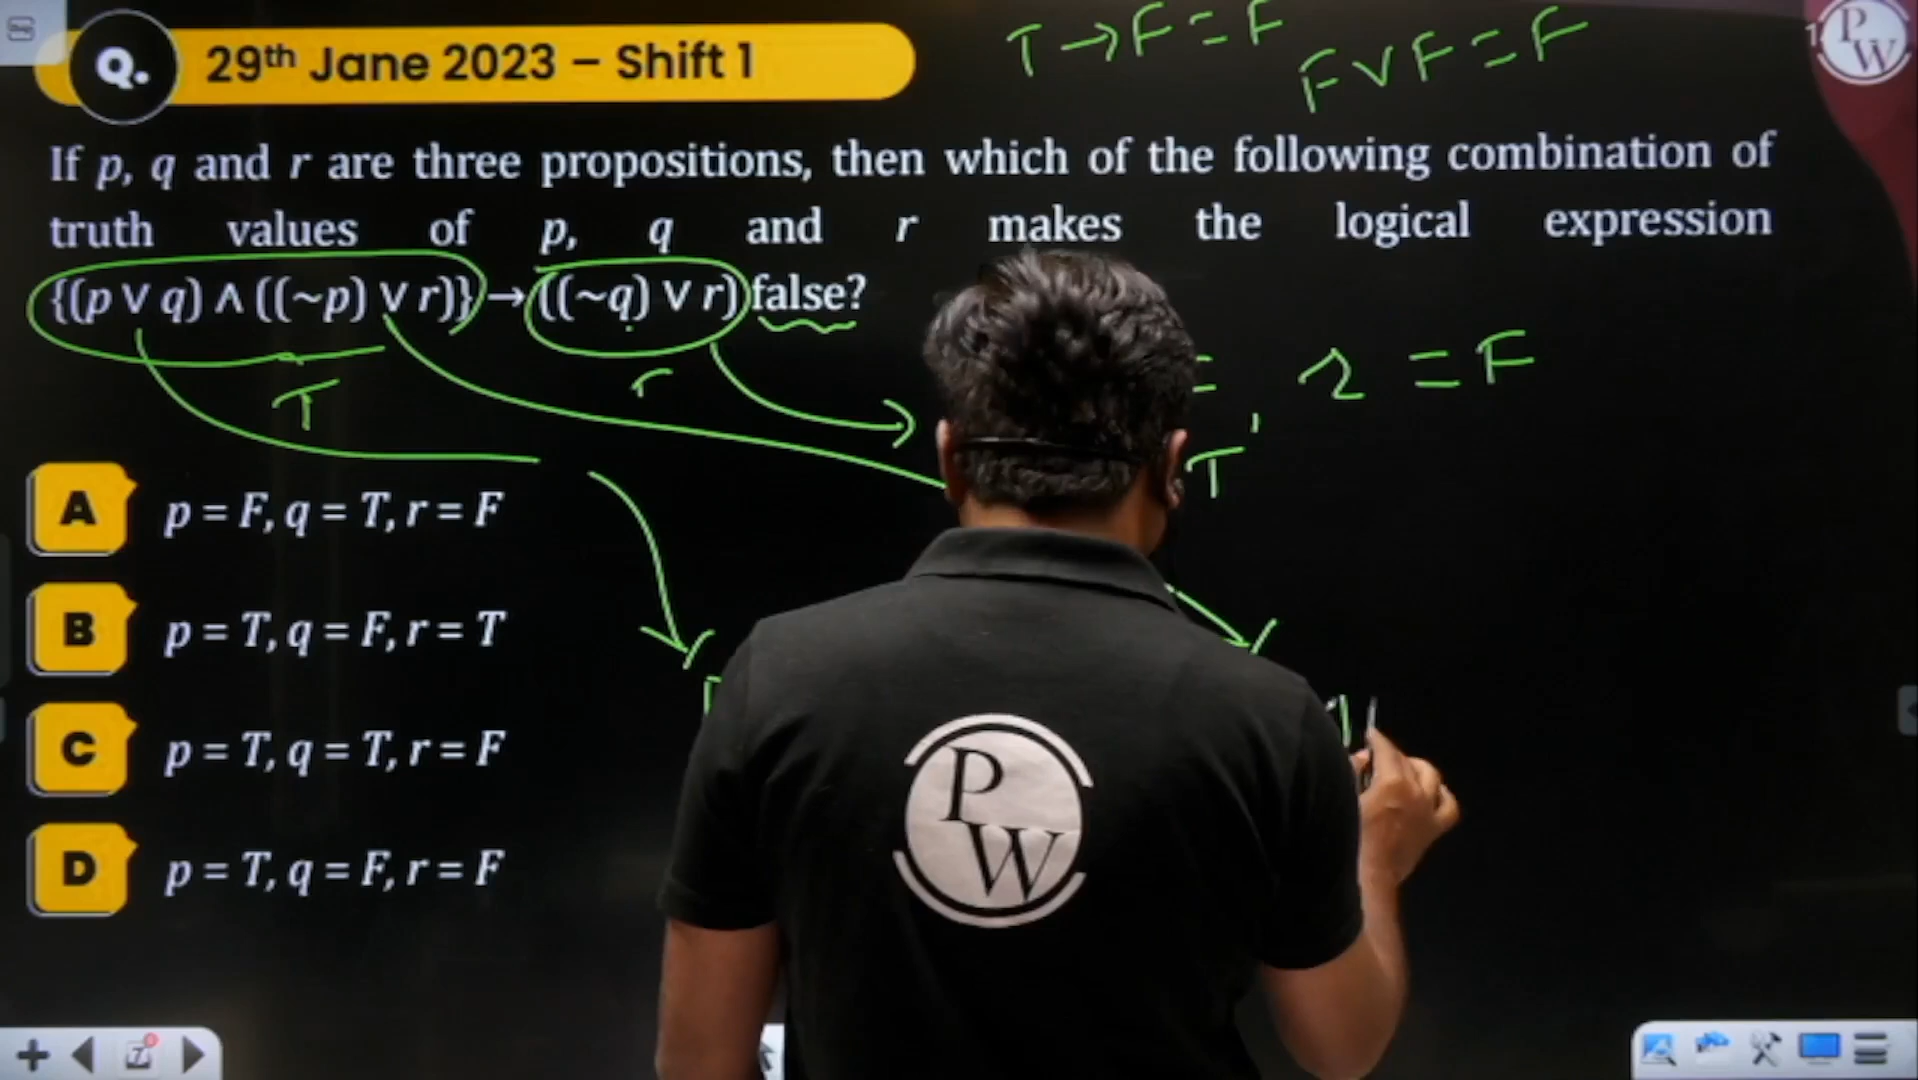 Q.
29th Jane 2023 – Shift 1
T → F = F
F ∨ F = F
P
W
If p, q and r are three propositions, then which of the following combination of
truth values of p, q and r makes the logical expression
{(p ∨ q) ∧ ((~p) ∨ r)} → ((~q) ∨ r) false?
T
= r = F
T
A p = F, q = T, r = F
B p = T, q = F, r = T
C p = T, q = T, r = F
D p = T, q = F, r = F
P
W